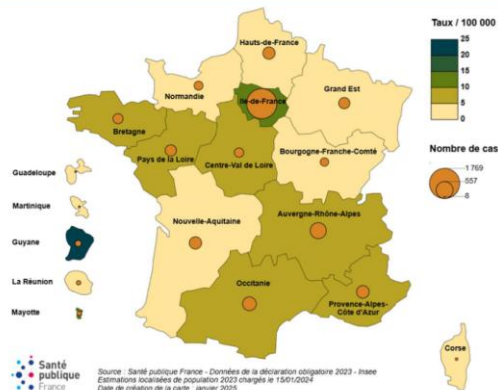 Taux / 100 000
25
20
15
10
5
0
Nombre de cas
1 769
557
6
Hauts-de-France
Normandie
Ile-de-France
Grand Est
Bretagne
Pays de la Loire
Centre-Val de Loire
Bourgogne-Franche-Comté
Guadeloupe
Martinique
Guyane
La Réunion
Mayotte
Nouvelle-Aquitaine
Auvergne-Rhône-Alpes
Occitanie
Provence-Alpes-
Côte d'Azur
Corse
Santé
publique
France
Source : Santé publique France - Données de la déclaration obligatoire 2023 - Insee
Estimations localisées de population 2023 chargés le 15/01/2024
Date de création de la carte : janvier 2025